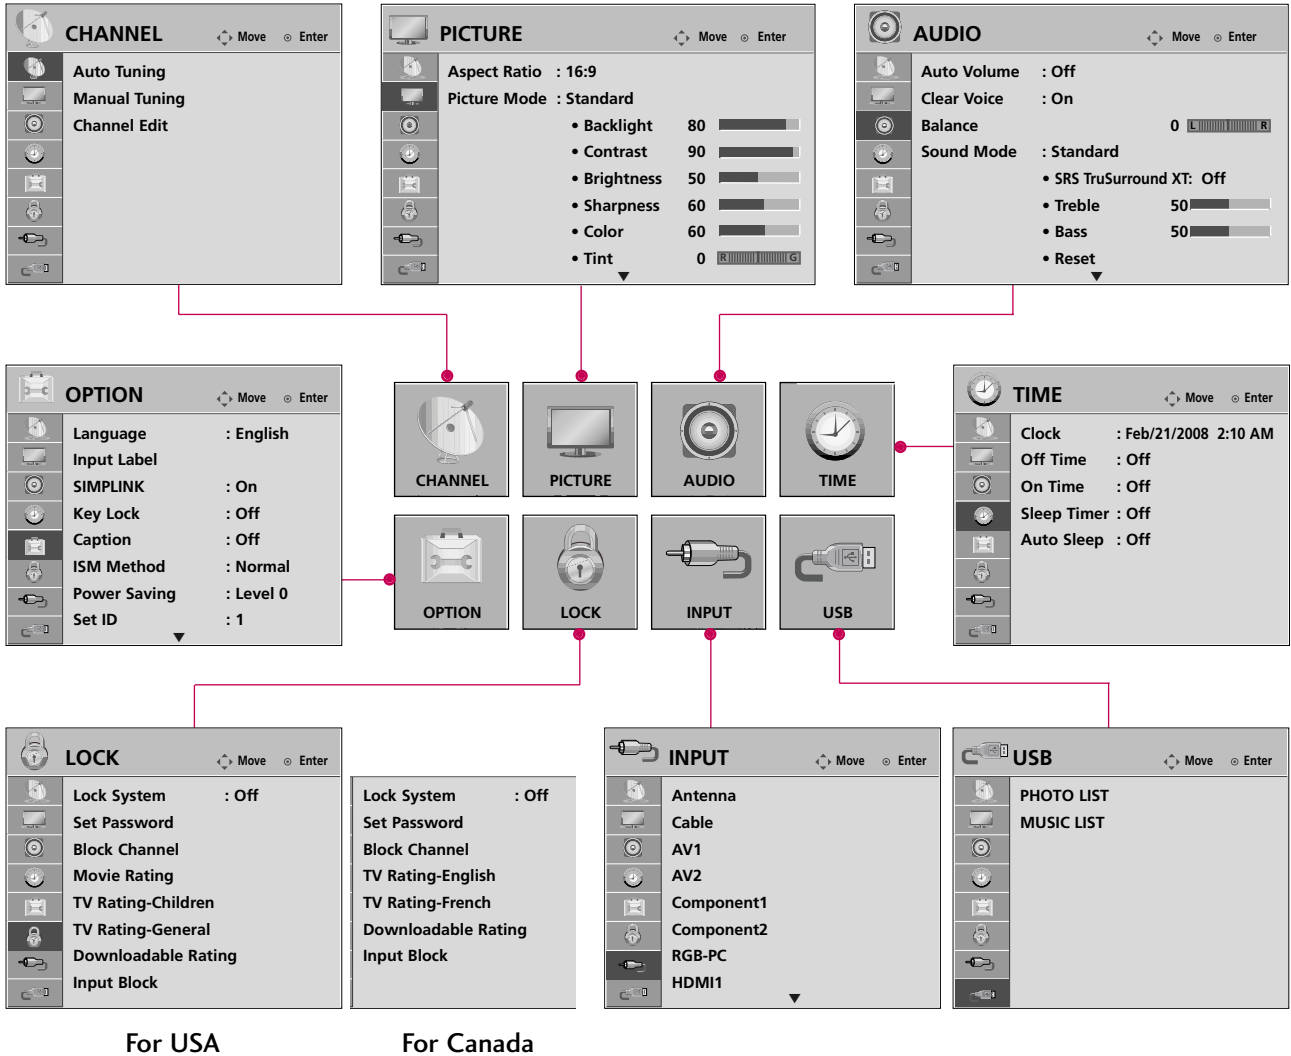 CHANNEL Move Enter
Auto Tuning
Manual Tuning
Channel Edit
PICTURE Move Enter
Aspect Ratio : 16:9
Picture Mode : Standard
• Backlight 80
• Contrast 90
• Brightness 50
• Sharpness 60
• Color 60
• Tint 0 R G
AUDIO Move Enter
Auto Volume : Off
Clear Voice : On
Balance 0 L R
Sound Mode : Standard
• SRS TruSurround XT: Off
• Treble 50
• Bass 50
• Reset
OPTION Move Enter
Language : English
Input Label
SIMPLINK : On
Key Lock : Off
Caption : Off
ISM Method : Normal
Power Saving : Level 0
Set ID : 1
CHANNEL
PICTURE
AUDIO
TIME
OPTION
LOCK
INPUT
USB
TIME Move Enter
Clock : Feb/21/2008 2:10 AM
Off Time : Off
On Time : Off
Sleep Timer : Off
Auto Sleep : Off
LOCK Move Enter
Lock System : Off
Set Password
Block Channel
Movie Rating
TV Rating-Children
TV Rating-General
Downloadable Rating
Input Block
For USA
Lock System : Off
Set Password
Block Channel
TV Rating-English
TV Rating-French
Downloadable Rating
Input Block
For Canada
INPUT Move Enter
Antenna
Cable
AV1
AV2
Component1
Component2
RGB-PC
HDMI1
USB Move Enter
PHOTO LIST
MUSIC LIST